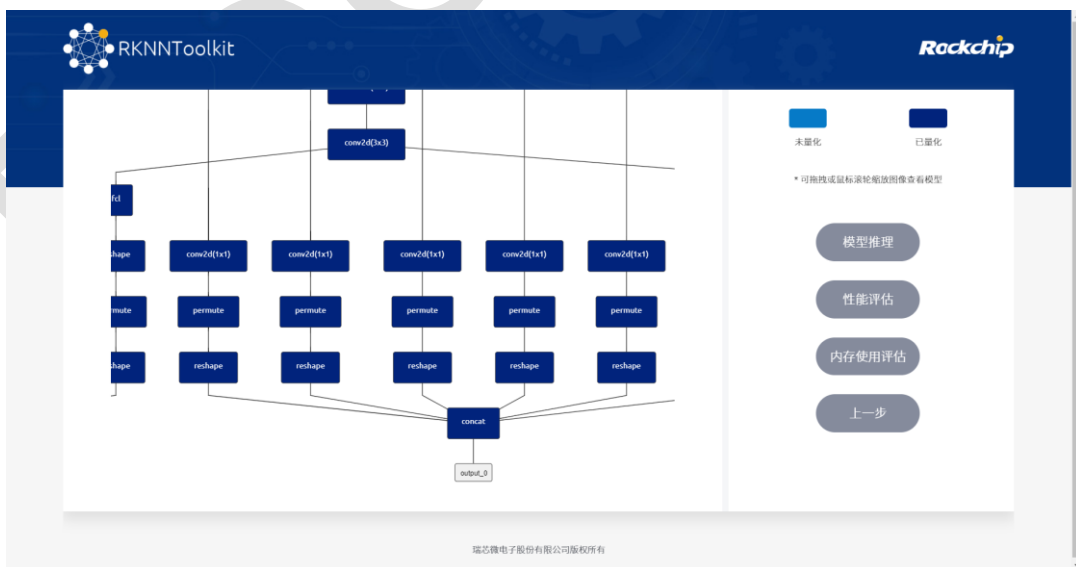 RKNNToolkit
Rockchip
conv2d(3x3)
未量化
已量化
* 可拖拽或鼠标滚轮缩放图像查看模型
fcl
shape
conv2d(1x1)
conv2d(1x1)
conv2d(1x1)
conv2d(1x1)
conv2d(1x1)
模型推理
rmute
permute
permute
permute
permute
permute
性能评估
shape
reshape
reshape
reshape
reshape
reshape
内存使用评估
concat
上一步
output_0
瑞芯微电子股份有限公司版权所有